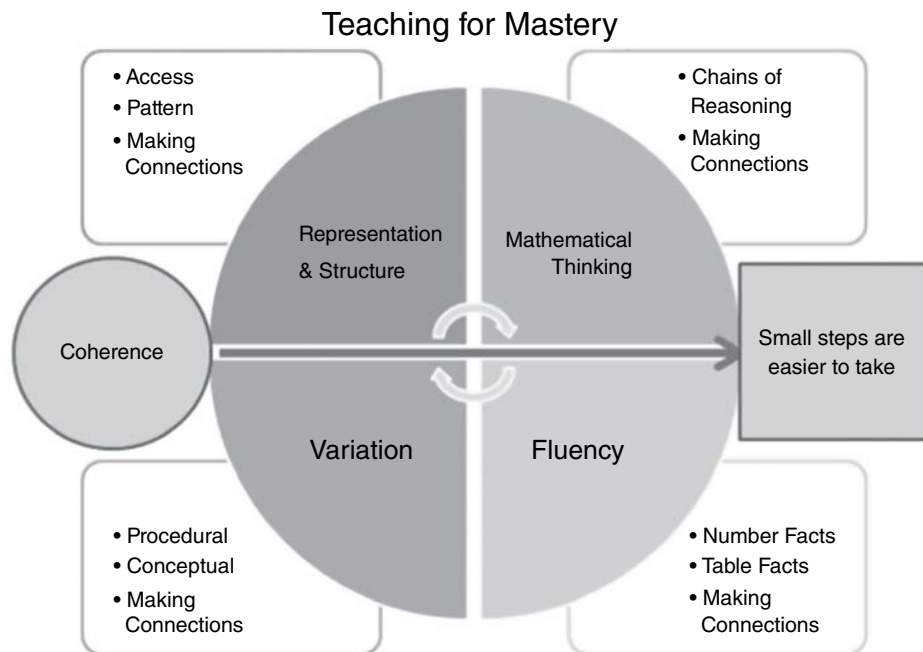 Teaching for Mastery
• Access
• Pattern
• Making
Connections
• Chains of
Reasoning
• Making
Connections
Representation
& Structure
Mathematical
Thinking
Coherence
Small steps are
easier to take
Variation
Fluency
• Procedural
• Conceptual
• Making
Connections
• Number Facts
• Table Facts
• Making
Connections